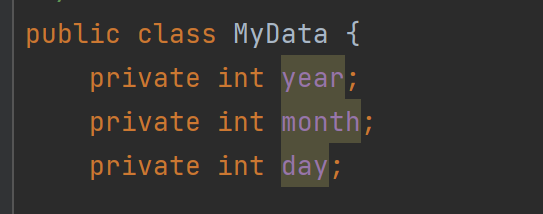 public class MyData {
private int year;
private int month;
private int day;